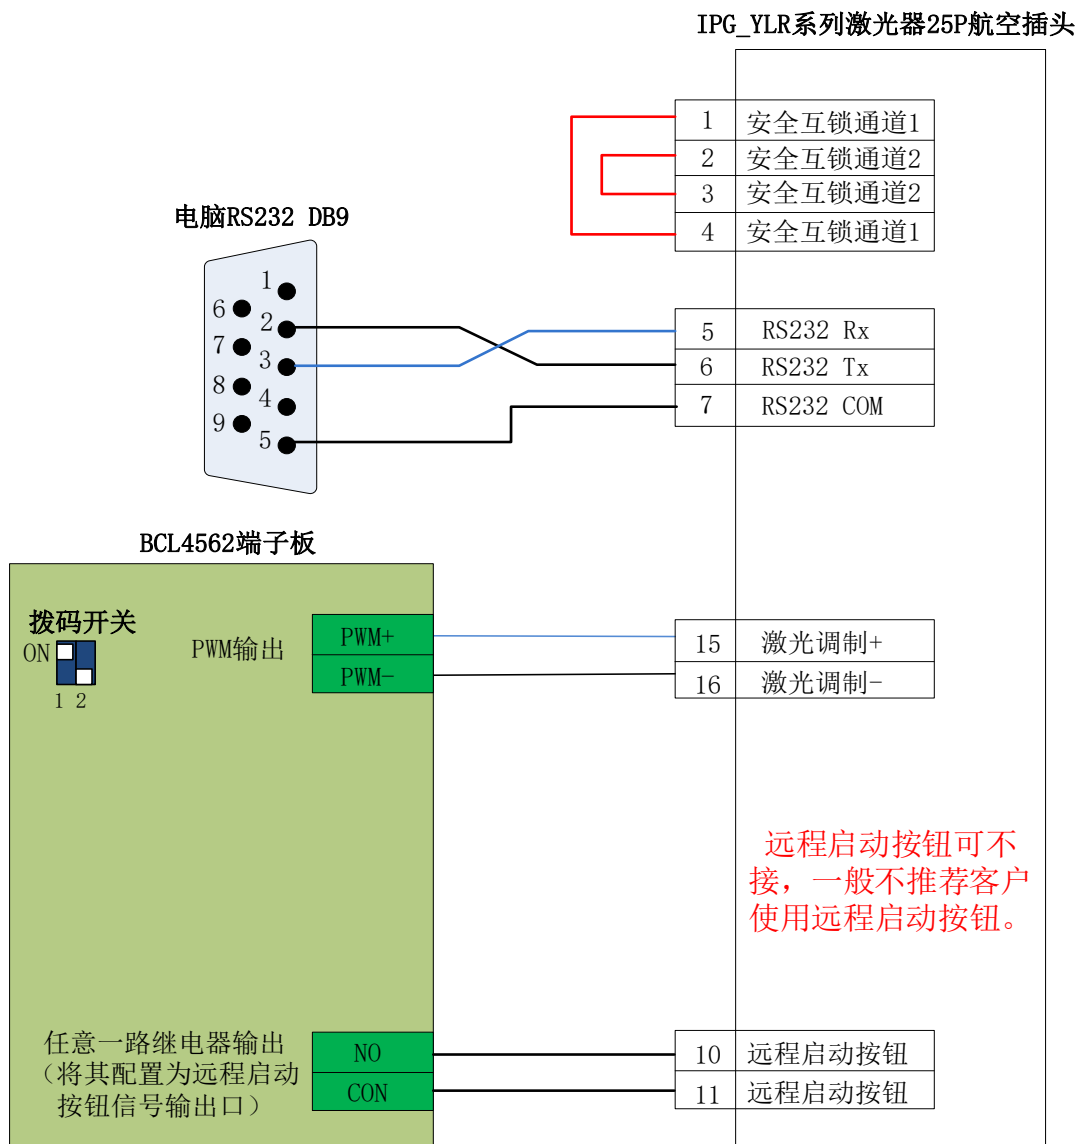 IPG_YLR系列激光器25P航空插头
1 安全互锁通道1
2 安全互锁通道2
3 安全互锁通道2
4 安全互锁通道1
电脑RS232 DB9
1
6
2
7
3
8
4
9
5
5 RS232 Rx
6 RS232 Tx
7 RS232 COM
BCL4562端子板
拨码开关
ON
1 2
PWM输出
PWM+
PWM-
15 激光调制+
16 激光调制-
远程启动按钮可不
接，一般不推荐客户
使用远程启动按钮。
任意一路继电器输出
（将其配置为远程启动
按钮信号输出口）
NO
CON
10 远程启动按钮
11 远程启动按钮